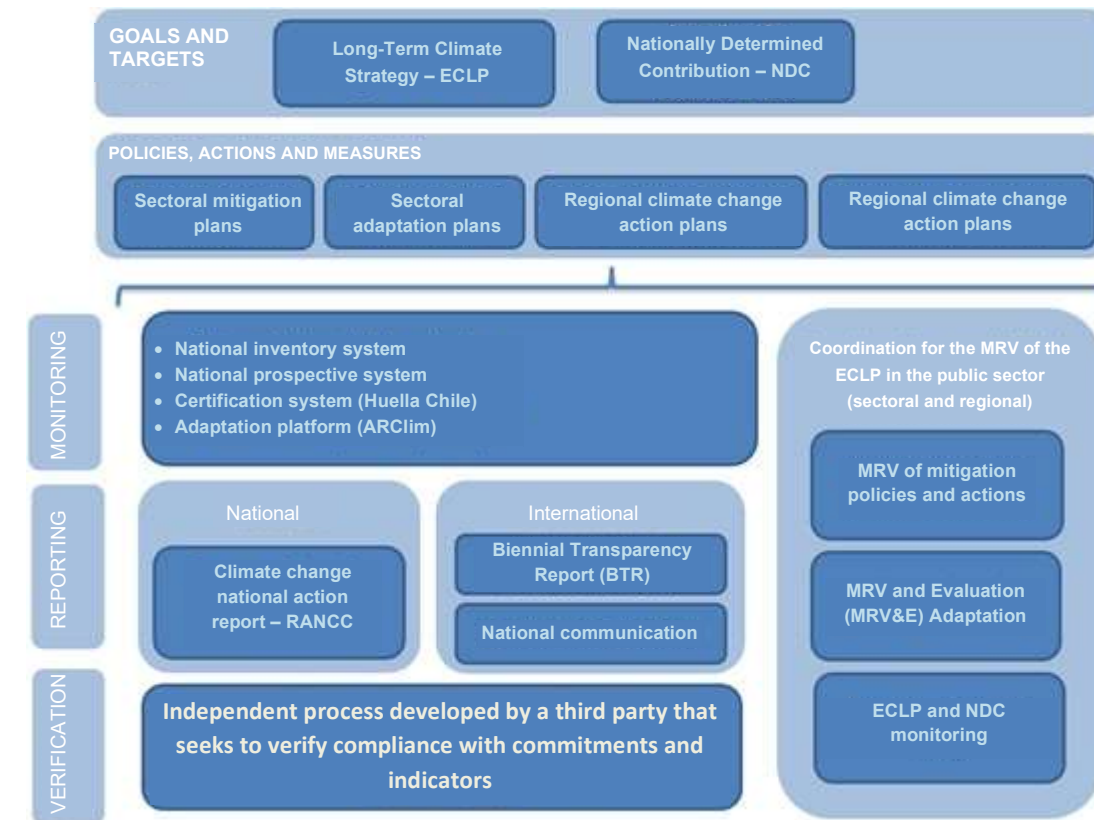 GOALS AND
TARGETS
Long-Term Climate
Strategy – ECLP
Nationally Determined
Contribution – NDC
POLICIES, ACTIONS AND MEASURES
Sectoral mitigation
plans
Sectoral
adaptation plans
Regional climate change
action plans
Regional climate change
action plans
MONITORING
• National inventory system
• National prospective system
• Certification system (Huella Chile)
• Adaptation platform (ARClim)
Coordination for the MRV of the
ECLP in the public sector
(sectoral and regional)
MRV of mitigation
policies and actions
MRV and Evaluation
(MRV&E) Adaptation
ECLP and NDC
monitoring
REPORTING
National
Climate change
national action
report – RANCC
International
Biennial Transparency
Report (BTR)
National communication
VERIFICATION
Independent process developed by a third party that
seeks to verify compliance with commitments and
indicators